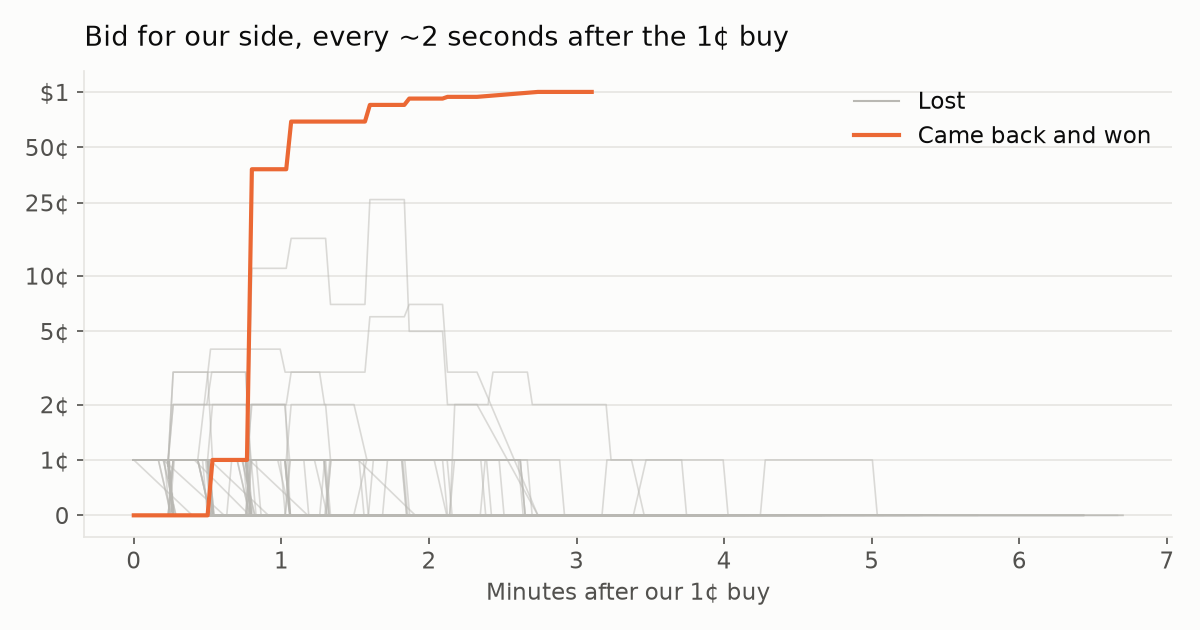 Bid for our side, every ~2 seconds after the 1¢ buy
$1
50¢
25¢
10¢
5¢
2¢
1¢
0
Lost
Came back and won
0 1 2 3 4 5 6 7
Minutes after our 1¢ buy